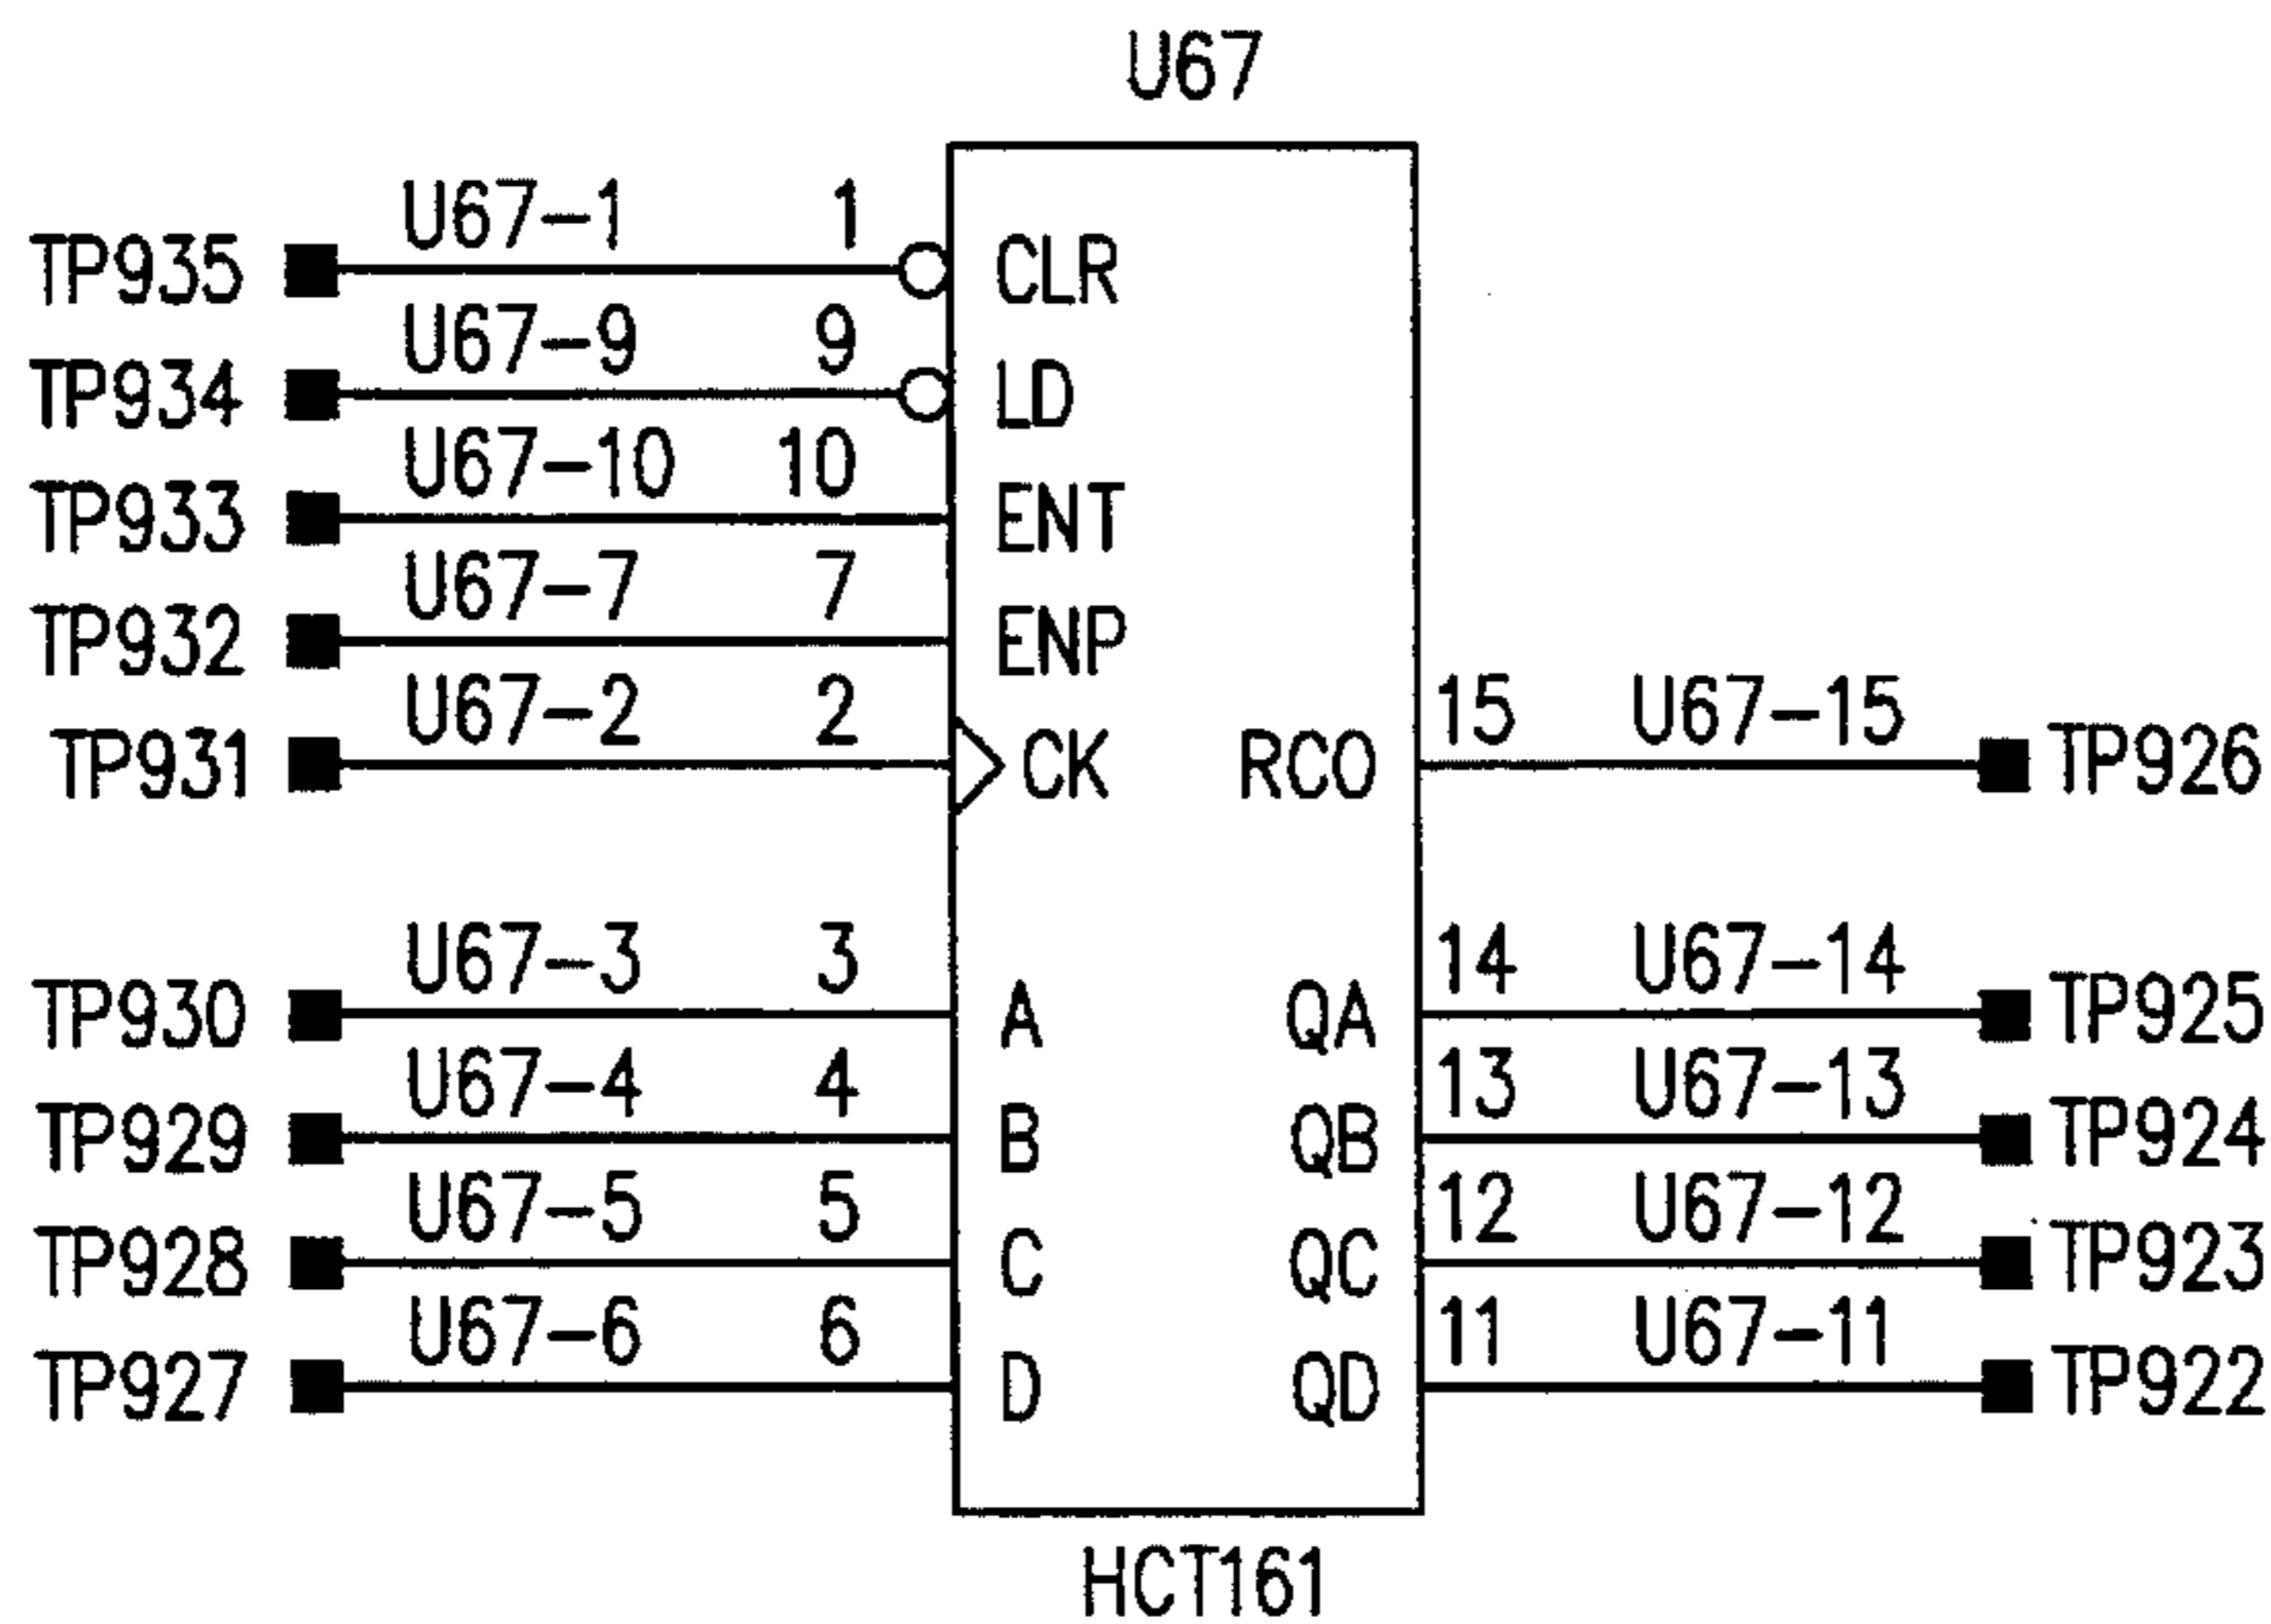 U67
U67-1 1
TP935 CLR
U67-9 9
TP934 LD
U67-10 10
TP933 ENT
U67-7 7
TP932 ENP
U67-2 2 15 U67-15
TP931 CK RCO TP926
U67-3 3 14 U67-14
TP930 A QA TP925
U67-4 4 13 U67-13
TP929 B QB TP924
U67-5 5 12 U67-12
TP928 C QC TP923
U67-6 6 11 U67-11
TP927 D QD TP922
HCT161